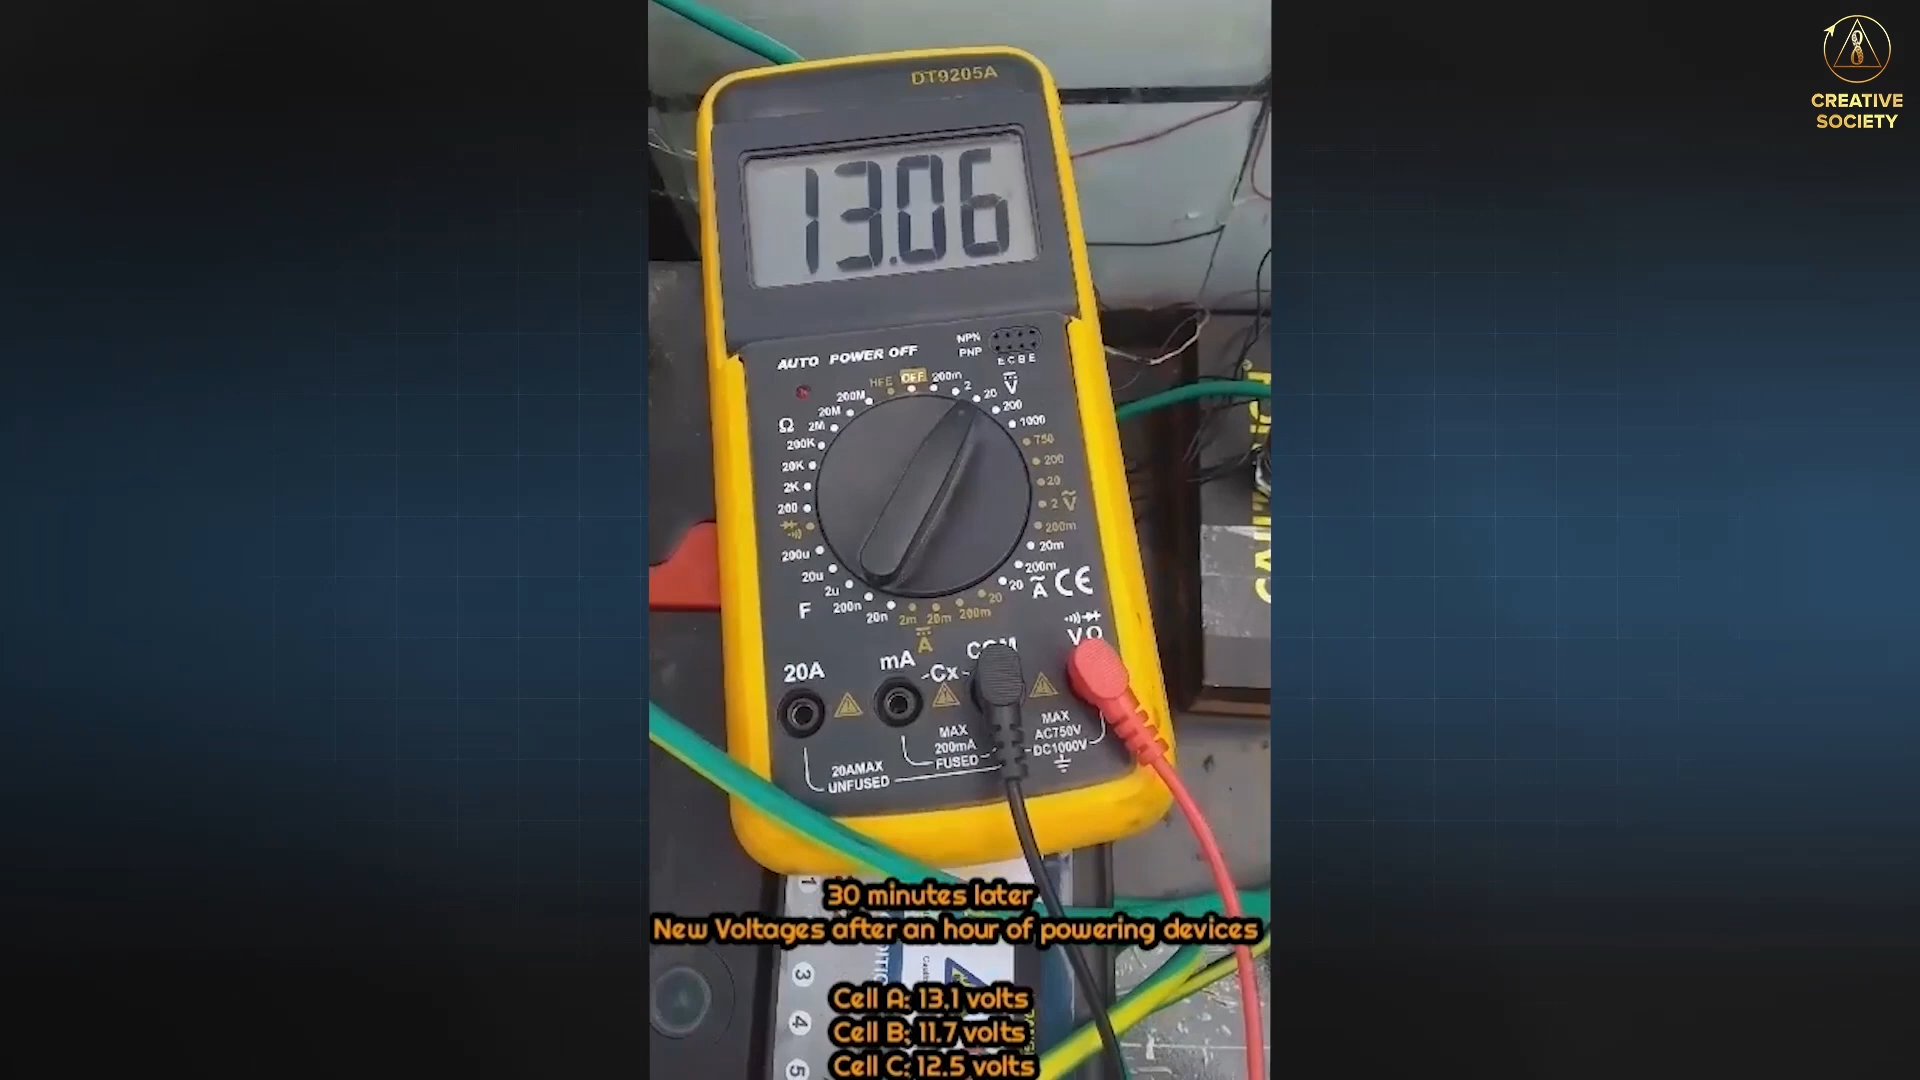 CREATIVE
SOCIETY
DT9205A
13.06
AUTO POWER OFF
NPN
PNP
E C B E
HFE OFF 200m 2 20 V
200
1000
750
200
20
2 V
200m
20m
200m
20 A CE
20
200m
20m
2m
A
200M
20M
Ω 2M
200K
20K
2K
200
200u
20u
2u
F 200n
20n
20A mA Cx COM VΩ
MAX
200mA
FUSED
MAX
AC750V
DC1000V
20AMAX
UNFUSED
1
30 minutes later
New Voltages after an hour of powering devices
3
4
5
Cell A: 13.1 volts
Cell B: 11.7 volts
Cell C: 12.5 volts